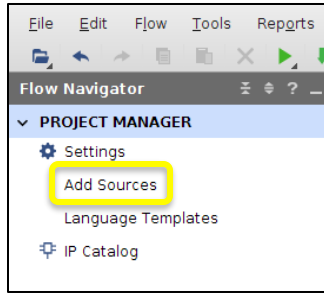 File Edit Flow Tools Reports
Flow Navigator ?
PROJECT MANAGER
Settings
Add Sources
Language Templates
IP Catalog